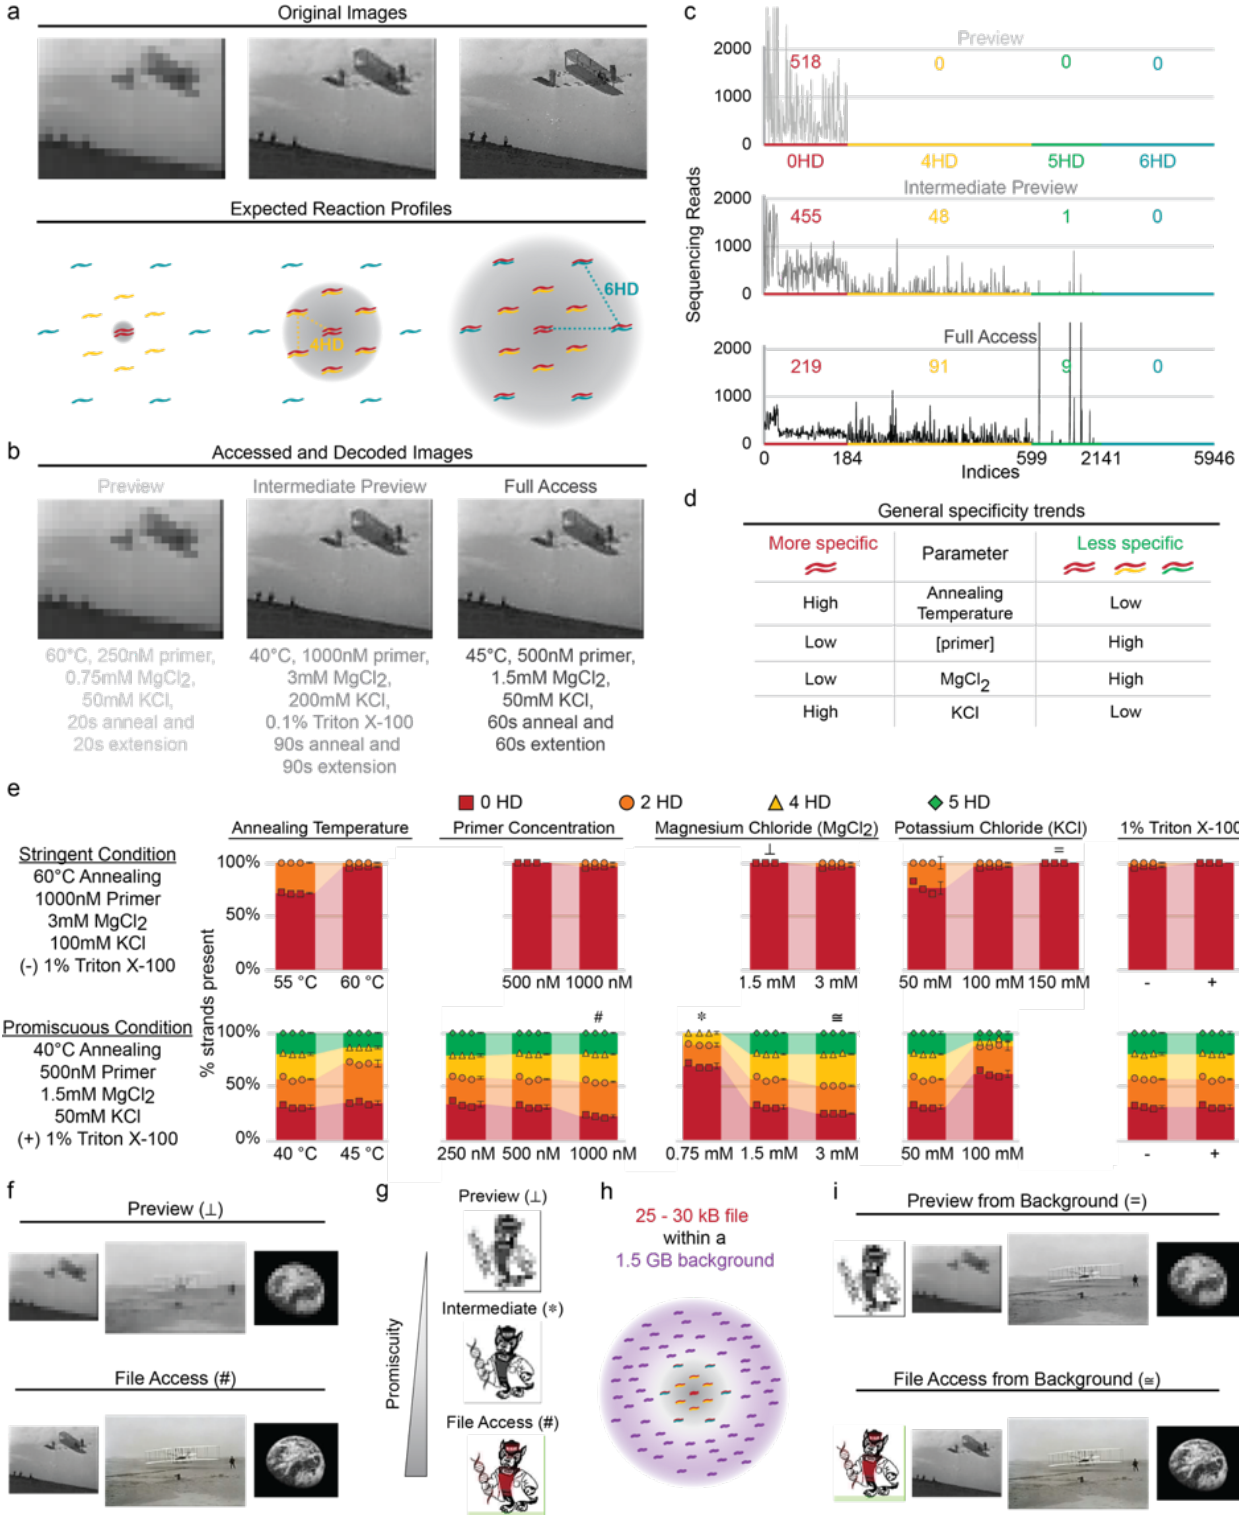 a
Original Images
Expected Reaction Profiles
4HD
6HD
b
Accessed and Decoded Images
Preview
60°C, 250nM primer,
0.75mM MgCl2,
50mM KCl,
20s anneal and
20s extension
Intermediate Preview
40°C, 1000nM primer,
3mM MgCl2,
200mM KCl,
0.1% Triton X-100
90s anneal and
90s extension
Full Access
45°C, 500nM primer,
1.5mM MgCl2,
50mM KCl,
60s anneal and
60s extention
c
Sequencing Reads
Preview
2000
1000
0
518 0 0 0
0HD 4HD 5HD 6HD
Intermediate Preview
2000
1000
0
455 48 1 0
Full Access
2000
1000
0
219 91 9 0
0 184 599 2141 5946
Indices
d
General specificity trends
More specific Parameter Less specific
High Annealing Temperature Low
Low [primer] High
Low MgCl2 High
High KCl Low
e
0 HD 2 HD 4 HD 5 HD
Annealing Temperature Primer Concentration Magnesium Chloride (MgCl2) Potassium Chloride (KCl) 1% Triton X-100
% strands present
Stringent Condition
60°C Annealing
1000nM Primer
3mM MgCl2
100mM KCl
(-) 1% Triton X-100
⊥ =
100%
50%
0%
55 °C 60 °C 500 nM 1000 nM 1.5 mM 3 mM 50 mM 100 mM 150 mM - +
Promiscuous Condition
40°C Annealing
500nM Primer
1.5mM MgCl2
50mM KCl
(+) 1% Triton X-100
# * ≅
100%
50%
0%
40 °C 45 °C 250 nM 500 nM 1000 nM 0.75 mM 1.5 mM 3 mM 50 mM 100 mM - +
f
Preview (⊥)
File Access (#)
g
Promiscuity
Preview (⊥)
Intermediate (*)
File Access (#)
h
25 - 30 kB file
within a
1.5 GB background
i
Preview from Background (=)
File Access from Background (≅)